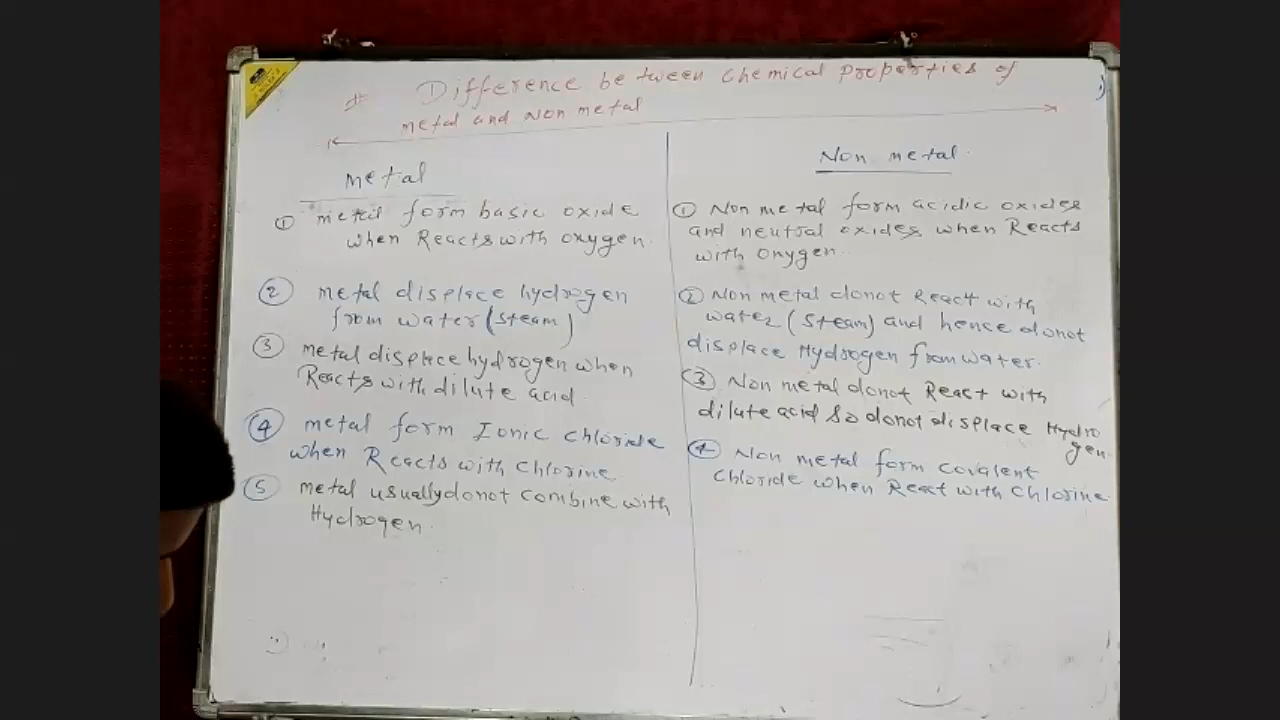 # Difference between Chemical Properties of
metal and Non metal
Metal
① metal form basic oxide
when Reacts with oxygen.
② metal displace hydrogen
from water (steam)
③ metal displace hydrogen when
Reacts with dilute acid.
④ metal form Ionic chloride
when Reacts with chlorine.
⑤ metal usually donot combine with
Hydrogen.
Non metal.
① Non metal form acidic oxides
and neutral oxides when Reacts
with oxygen.
② Non metal donot React with
water (steam) and hence donot
displace Hydrogen from water.
③ Non metal donot React with
dilute acid so donot displace Hydro
gen.
④ Non metal form covalent
chloride when React with chlorine.